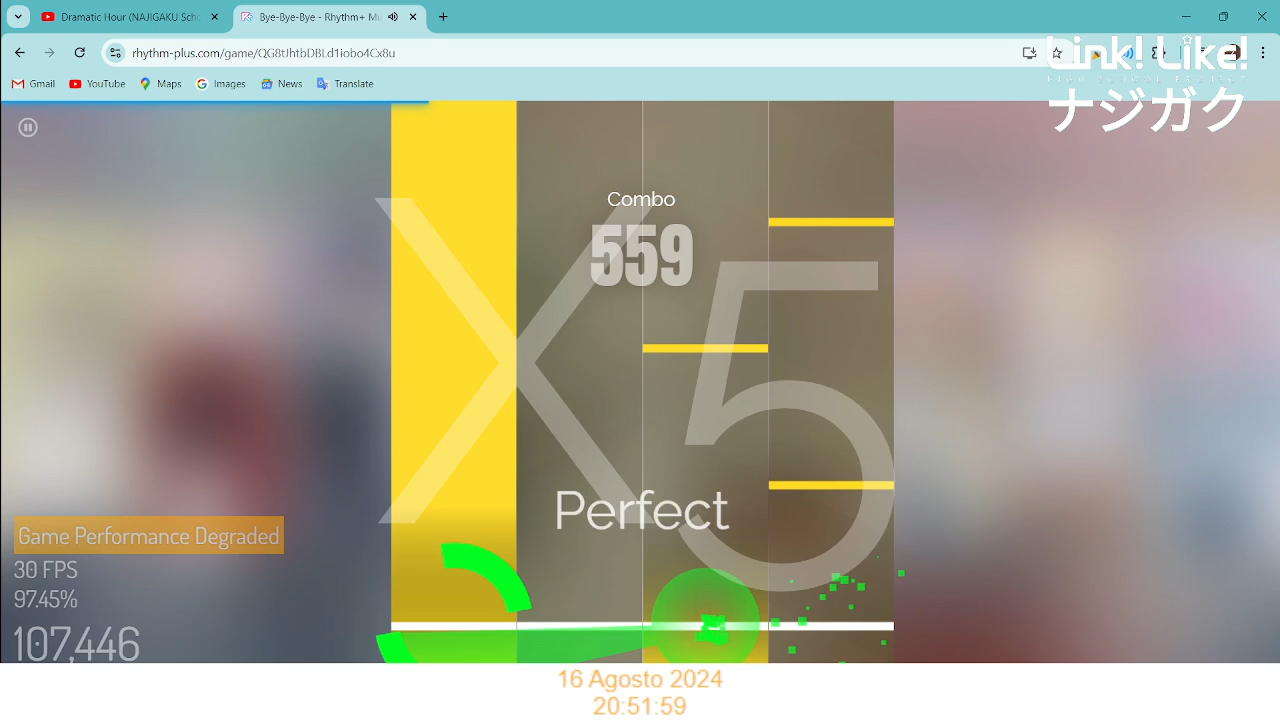 Dramatic Hour (NAJIGAKU Scho
Bye-Bye-Bye - Rhythm+ Mu
rhythm-plus.com/game/QG8tJhtbDBLd1iobo4Cx8u
Gmail
YouTube
Maps
Images
News
Translate
Link! Like!
ナジガク
Combo
559
X5
Perfect
Game Performance Degraded
30 FPS
97.45%
107,446
16 Agosto 2024
20:51:59